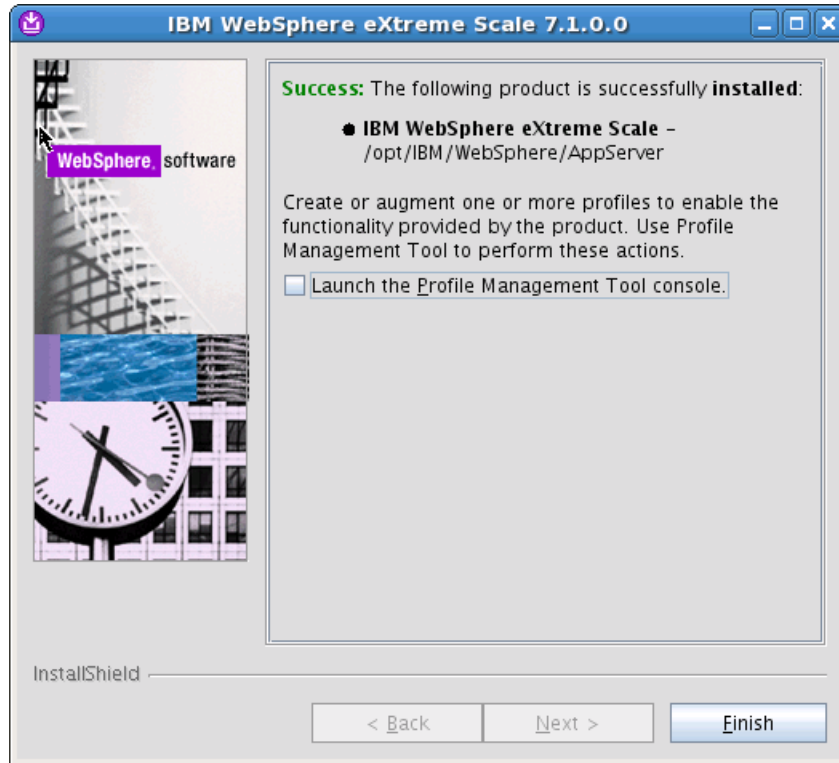 IBM WebSphere eXtreme Scale 7.1.0.0
WebSphere. software
Success: The following product is successfully installed:
IBM WebSphere eXtreme Scale –
/opt/IBM/WebSphere/AppServer
Create or augment one or more profiles to enable the
functionality provided by the product. Use Profile
Management Tool to perform these actions.
Launch the Profile Management Tool console.
InstallShield
< Back
Next >
Finish